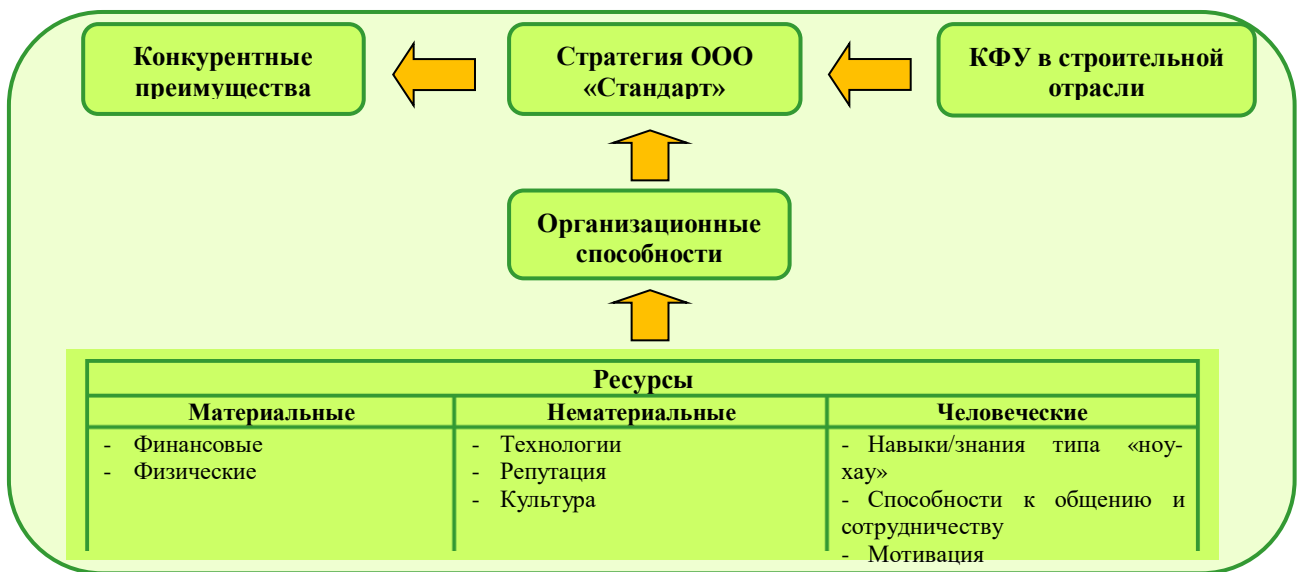 Конкурентные
преимущества
Стратегия ООО
«Стандарт»
КФУ в строительной
отрасли
Организационные
способности
Ресурсы
Материальные
Нематериальные
Человеческие
- Финансовые
- Физические
- Технологии
- Репутация
- Культура
- Навыки/знания типа «ноу-
хау»
- Способности к общению и
сотрудничеству
- Мотивация